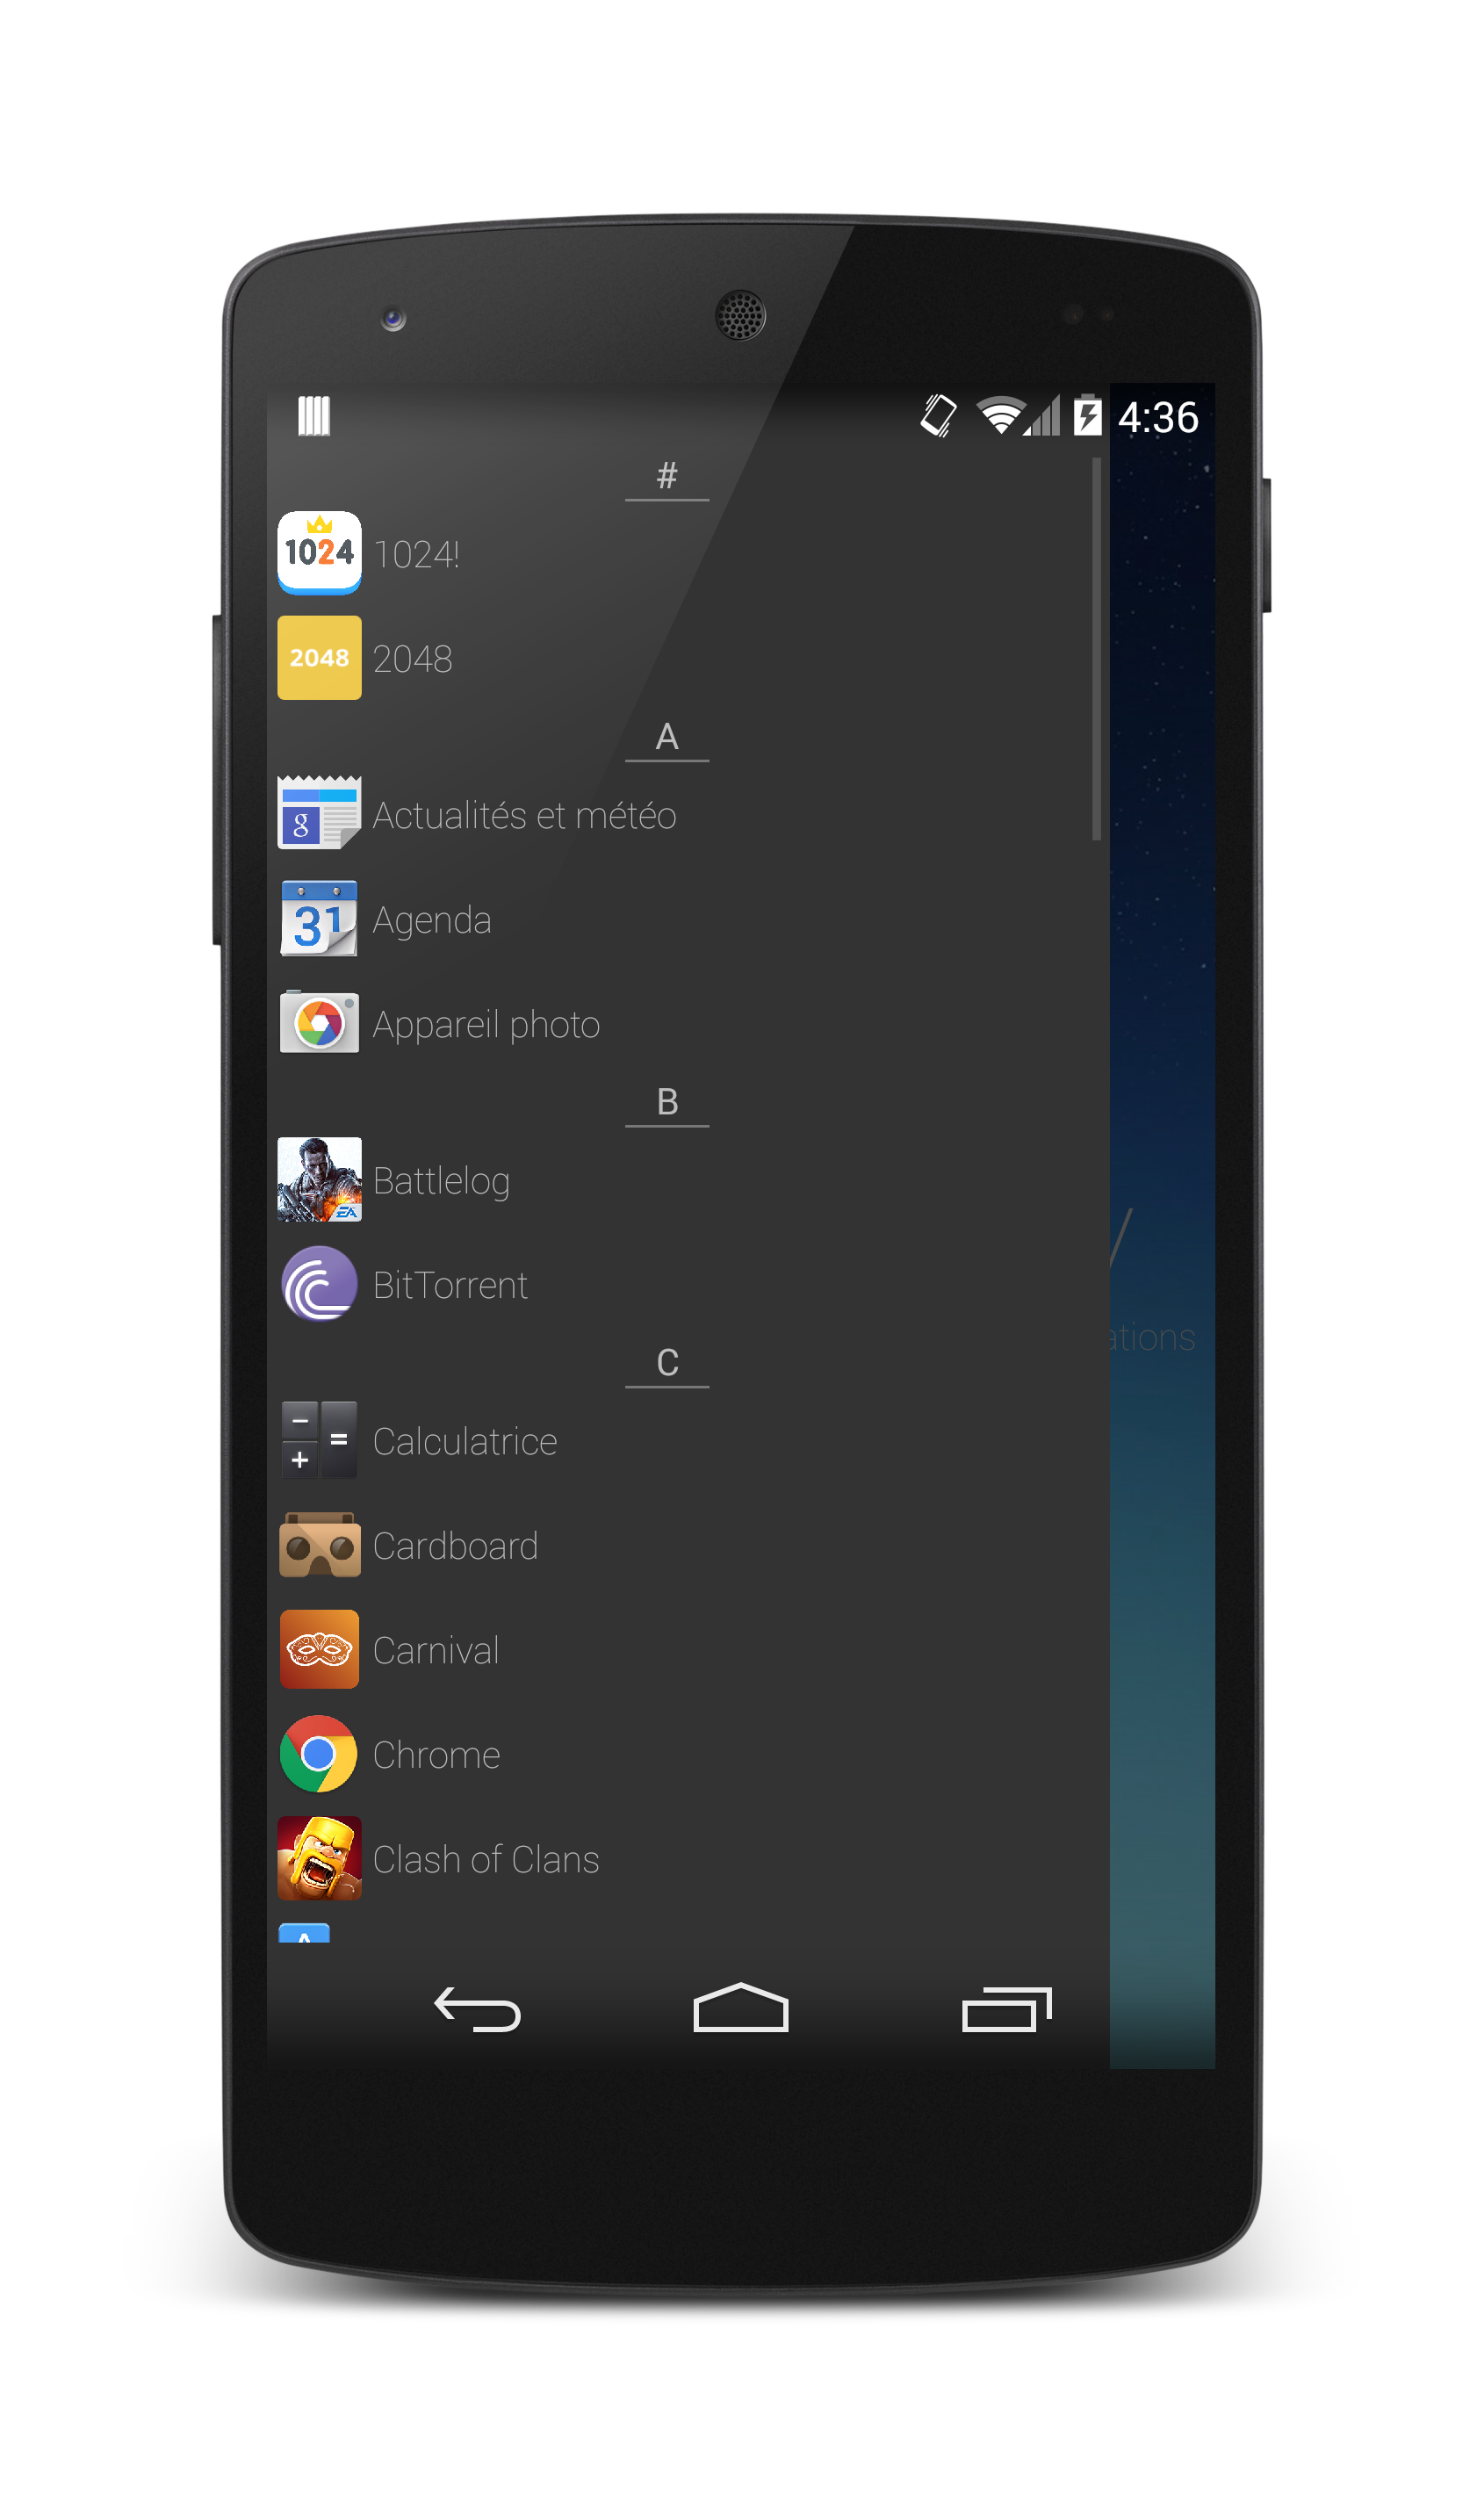 4:36
#
1024
1024!
2048
2048
A
g
Actualités et météo
31
Agenda
Appareil photo
B
EA
Battlelog
BitTorrent
ations
C
Calculatrice
Cardboard
Carnival
Chrome
Clash of Clans